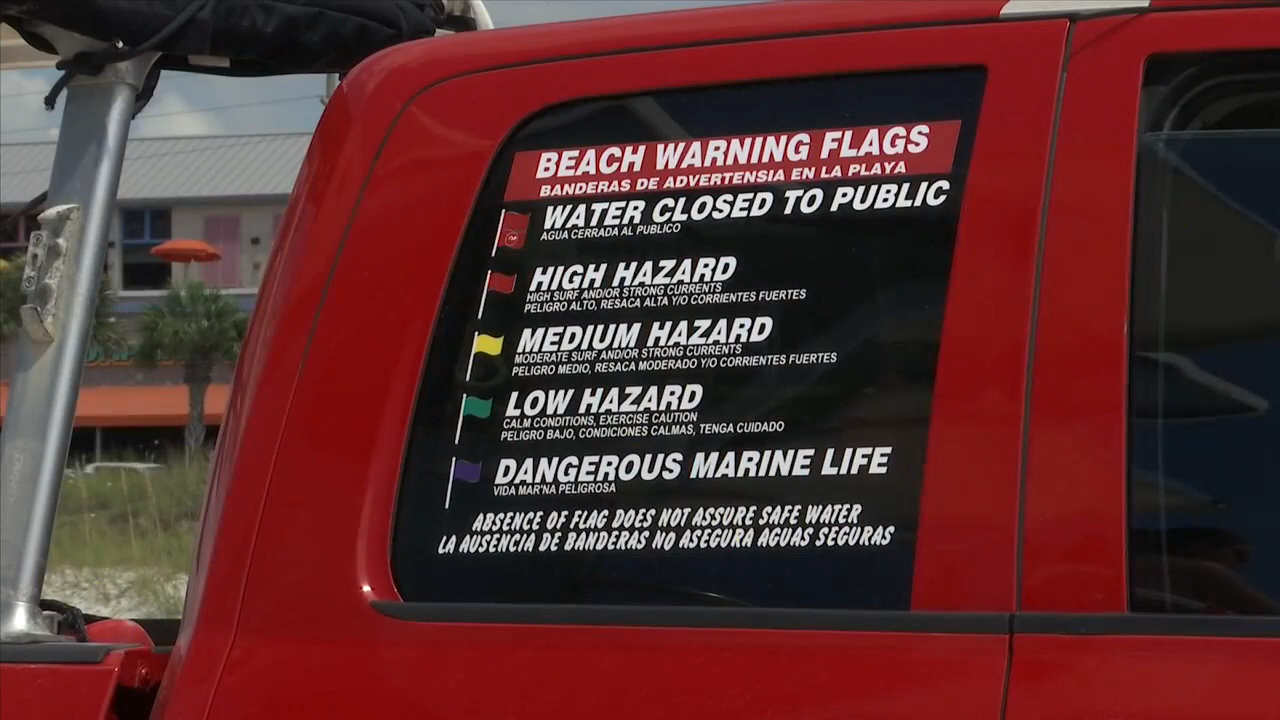 BEACH WARNING FLAGS
BANDERAS DE ADVERTENSIA EN LA PLAYA
WATER CLOSED TO PUBLIC
AGUA CERRADA AL PUBLICO
HIGH HAZARD
HIGH SURF AND/OR STRONG CURRENTS
PELIGRO ALTO, RESACA ALTA Y/O CORRIENTES FUERTES
MEDIUM HAZARD
MODERATE SURF AND/OR STRONG CURRENTS
PELIGRO MEDIO, RESACA MODERADO Y/O CORRIENTES FUERTES
LOW HAZARD
CALM CONDITIONS, EXERCISE CAUTION
PELIGRO BAJO, CONDICIONES CALMAS, TENGA CUIDADO
DANGEROUS MARINE LIFE
VIDA MAR'NA PELIGROSA
ABSENCE OF FLAG DOES NOT ASSURE SAFE WATER
LA AUSENCIA DE BANDERAS NO ASEGURA AGUAS SEGURAS